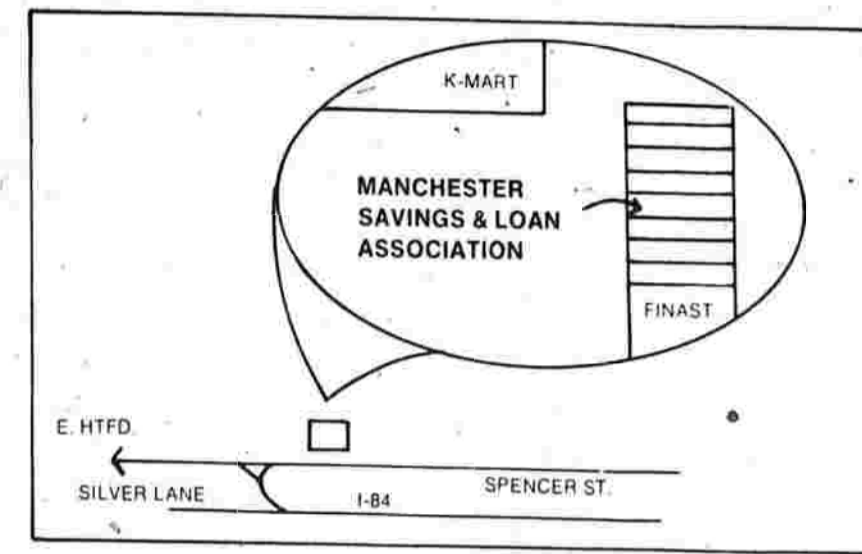 K-MART
MANCHESTER
SAVINGS & LOAN
ASSOCIATION
FINAST
E. HTFD.
SPENCER ST.
SILVER LANE
I-84